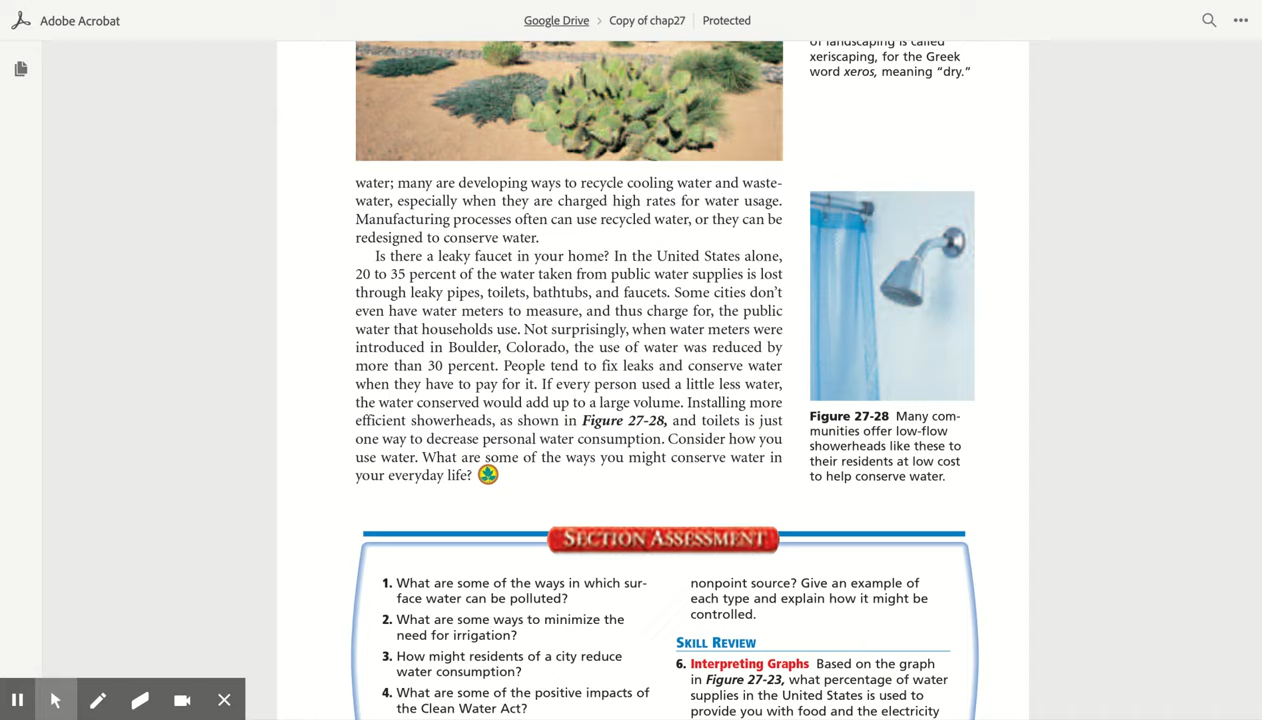 Adobe Acrobat
Google Drive > Copy of chap27 Protected
of landscaping is called
xeriscaping, for the Greek
word xeros, meaning “dry.”
water; many are developing ways to recycle cooling water and waste-
water, especially when they are charged high rates for water usage.
Manufacturing processes often can use recycled water, or they can be
redesigned to conserve water.
Is there a leaky faucet in your home? In the United States alone,
20 to 35 percent of the water taken from public water supplies is lost
through leaky pipes, toilets, bathtubs, and faucets. Some cities don’t
even have water meters to measure, and thus charge for, the public
water that households use. Not surprisingly, when water meters were
introduced in Boulder, Colorado, the use of water was reduced by
more than 30 percent. People tend to fix leaks and conserve water
when they have to pay for it. If every person used a little less water,
the water conserved would add up to a large volume. Installing more
efficient showerheads, as shown in Figure 27-28, and toilets is just
one way to decrease personal water consumption. Consider how you
use water. What are some of the ways you might conserve water in
your everyday life?
Figure 27-28 Many com-
munities offer low-flow
showerheads like these to
their residents at low cost
to help conserve water.
SECTION ASSESSMENT
1. What are some of the ways in which sur-
face water can be polluted?
2. What are some ways to minimize the
need for irrigation?
3. How might residents of a city reduce
water consumption?
4. What are some of the positive impacts of
the Clean Water Act?
nonpoint source? Give an example of
each type and explain how it might be
controlled.
SKILL REVIEW
6. Interpreting Graphs Based on the graph
in Figure 27-23, what percentage of water
supplies in the United States is used to
provide you with food and the electricity